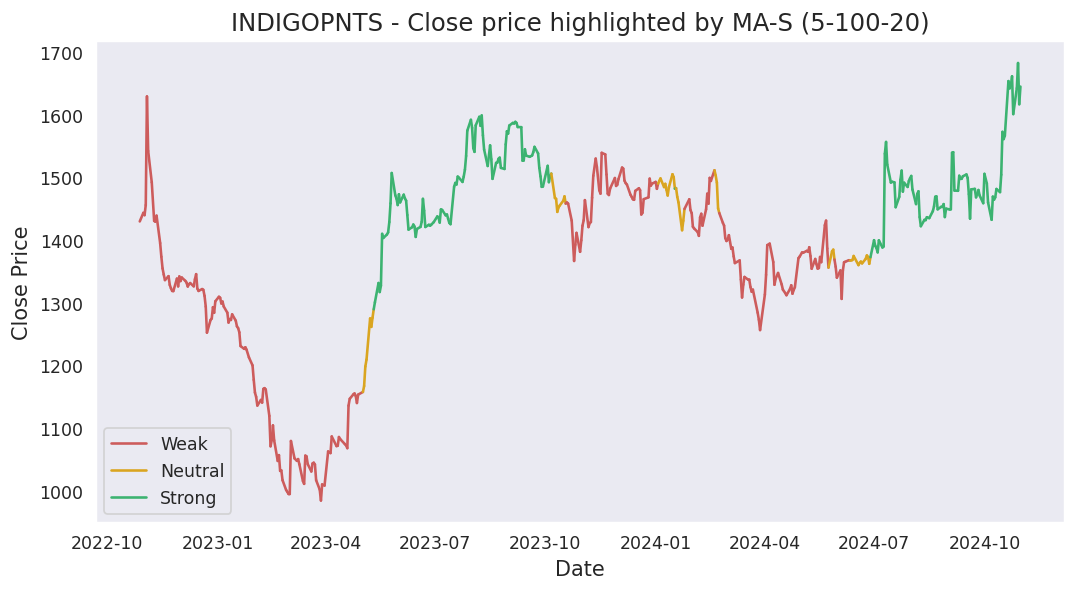 INDIGOPNTS - Close price highlighted by MA-S (5-100-20)
Close Price
1700
1600
1500
1400
1300
1200
1100
1000
Weak
Neutral
Strong
2022-10 2023-01 2023-04 2023-07 2023-10 2024-01 2024-04 2024-07 2024-10
Date